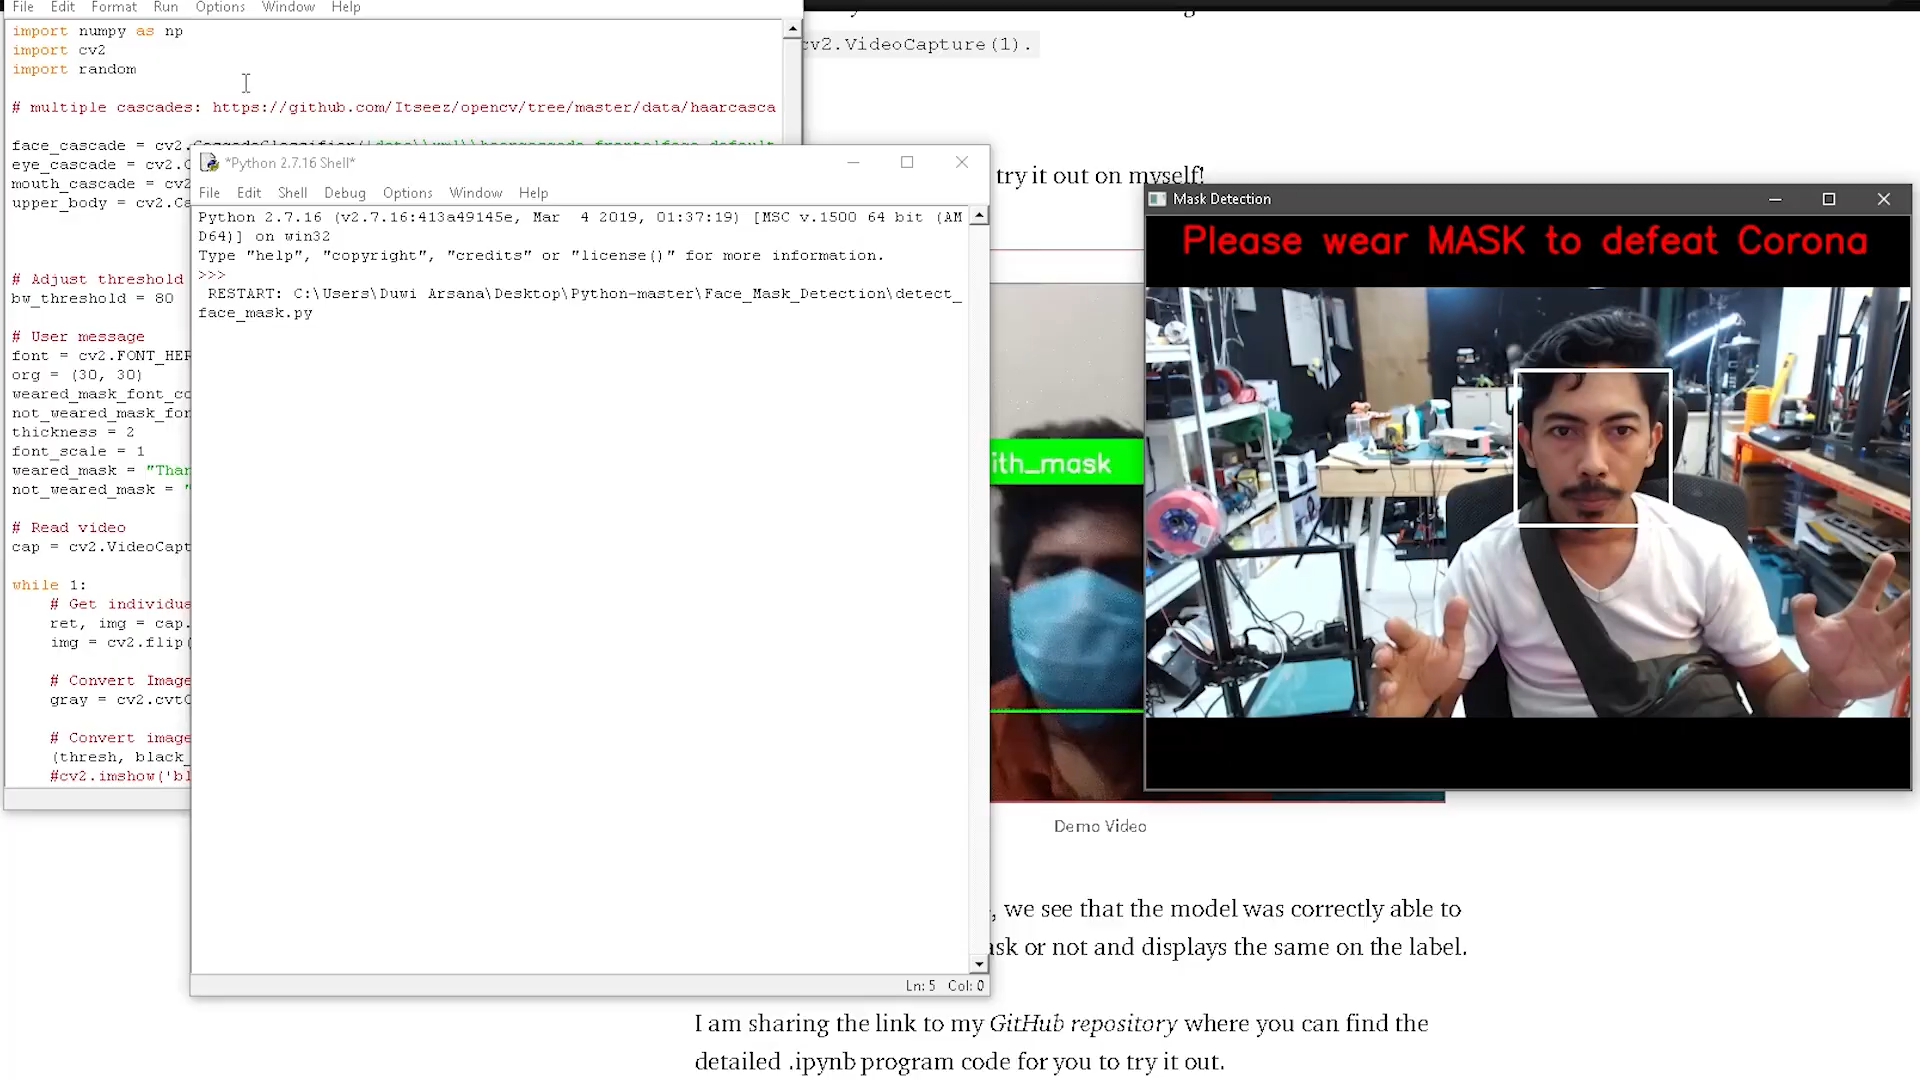 File Edit Format Run Options Window Help
import numpy as np
import cv2
import random
# multiple cascades: https://github.com/Itseez/opencv/tree/master/data/haarcasca
face_cascade = cv2.
eye_cascade = cv2.
mouth_cascade = cv2
upper_body = cv2.
# Adjust threshold
bw_threshold = 80
# User message
font = cv2.FONT_HER
org = (30, 30)
weared_mask_font_co
not_weared_mask_fon
thickness = 2
font_scale = 1
weared_mask = "Than
not_weared_mask = "
# Read video
cap = cv2.VideoCapt
while 1:
# Get individua
ret, img = cap.
img = cv2.flip(
# Convert Image
gray = cv2.cvtC
# Convert image
(thresh, black_
#cv2.imshow('bl
*Python 2.7.16 Shell*
File Edit Shell Debug Options Window Help
Python 2.7.16 (v2.7.16:413a49145e, Mar 4 2019, 01:37:19) [MSC v.1500 64 bit (AM
D64)] on win32
Type "help", "copyright", "credits" or "license()" for more information.
>>>
RESTART: C:\Users\Duwi Arsana\Desktop\Python-master\Face_Mask_Detection\detect_
face_mask.py
Ln: 5 Col: 0
cv2.VideoCapture(1).
try it out on myself!
Mask Detection
Please wear MASK to defeat Corona
ith_mask
Demo Video
, we see that the model was correctly able to
ask or not and displays the same on the label.
I am sharing the link to my GitHub repository where you can find the
detailed .ipynb program code for you to try it out.